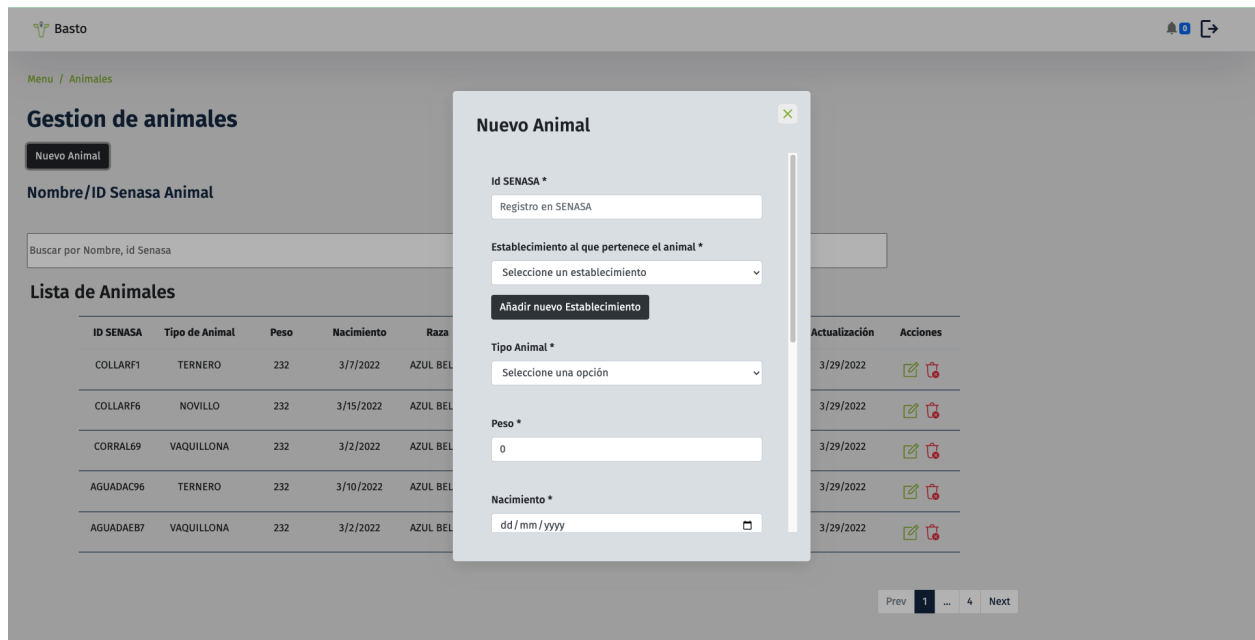 Basto
0
Menu / Animales
Gestion de animales
Nuevo Animal
Nombre/ID Senasa Animal
Buscar por Nombre, id Senasa
Lista de Animales
ID SENASA Tipo de Animal Peso Nacimiento Raza Actualización Acciones
COLLARF1 TERNERO 232 3/7/2022 AZUL BEL 3/29/2022
COLLARF6 NOVILLO 232 3/15/2022 AZUL BEL 3/29/2022
CORRAL69 VAQUILLONA 232 3/2/2022 AZUL BEL 3/29/2022
AGUADAC96 TERNERO 232 3/10/2022 AZUL BEL 3/29/2022
AGUADAEB7 VAQUILLONA 232 3/2/2022 AZUL BEL 3/29/2022
Prev 1 ... 4 Next
Nuevo Animal
Id SENASA *
Registro en SENASA
Establecimiento al que pertenece el animal *
Seleccione un establecimiento
Añadir nuevo Establecimiento
Tipo Animal *
Seleccione una opción
Peso *
0
Nacimiento *
dd/mm/yyyy